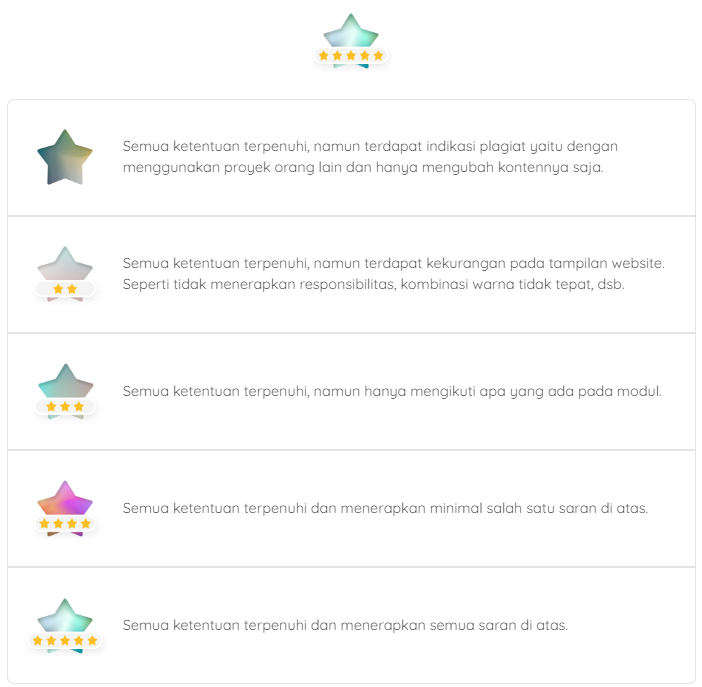 Semua ketentuan terpenuhi, namun terdapat indikasi plagiat yaitu dengan
menggunakan proyek orang lain dan hanya mengubah kontennya saja.
Semua ketentuan terpenuhi, namun terdapat kekurangan pada tampilan website.
Seperti tidak menerapkan responsibilitas, kombinasi warna tidak tepat, dsb.
Semua ketentuan terpenuhi, namun hanya mengikuti apa yang ada pada modul.
Semua ketentuan terpenuhi dan menerapkan minimal salah satu saran di atas.
Semua ketentuan terpenuhi dan menerapkan semua saran di atas.